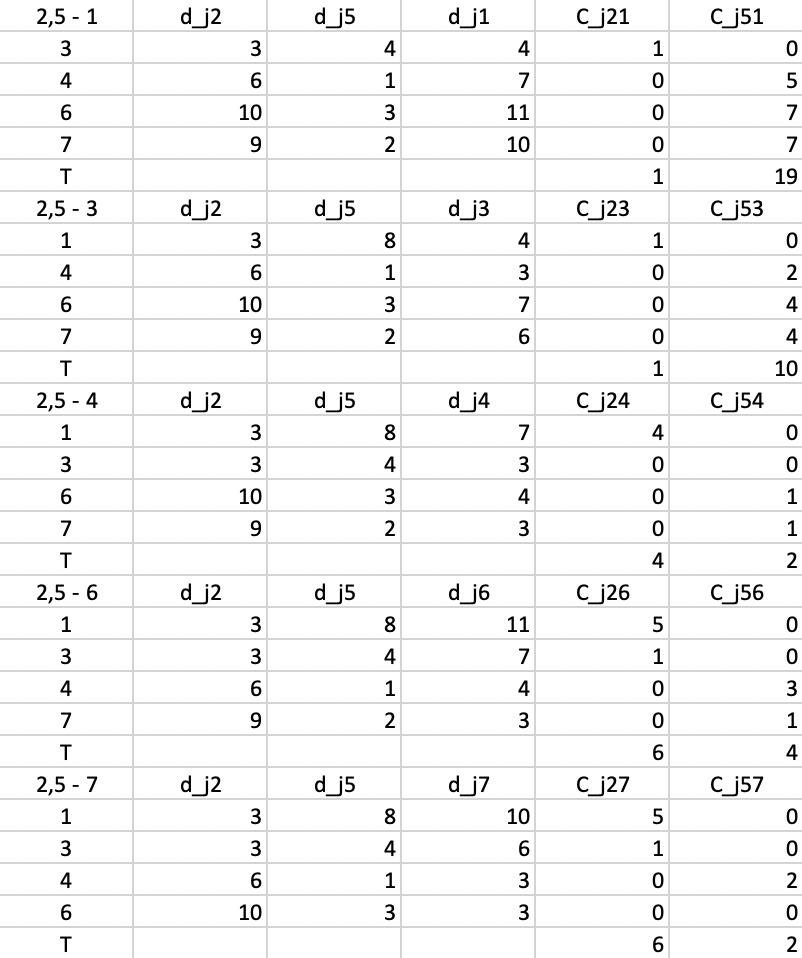 2,5 - 1 d_j2 d_j5 d_j1 C_j21 C_j51
3 3 4 4 1 0
4 6 1 7 0 5
6 10 3 11 0 7
7 9 2 10 0 7
T 1 19
2,5 - 3 d_j2 d_j5 d_j3 C_j23 C_j53
1 3 8 4 1 0
4 6 1 3 0 2
6 10 3 7 0 4
7 9 2 6 0 4
T 1 10
2,5 - 4 d_j2 d_j5 d_j4 C_j24 C_j54
1 3 8 7 4 0
3 3 4 3 0 0
6 10 3 4 0 1
7 9 2 3 0 1
T 4 2
2,5 - 6 d_j2 d_j5 d_j6 C_j26 C_j56
1 3 8 11 5 0
3 3 4 7 1 0
4 6 1 4 0 3
7 9 2 3 0 1
T 6 4
2,5 - 7 d_j2 d_j5 d_j7 C_j27 C_j57
1 3 8 10 5 0
3 3 4 6 1 0
4 6 1 3 0 2
6 10 3 3 0 0
T 6 2